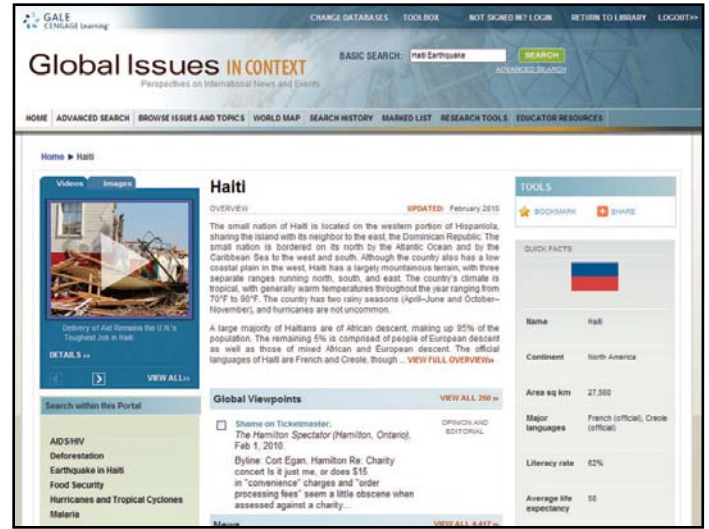 GALE
CENGAGE Learning
CHANGE DATABASES TOOLBOX NOT SIGNED IN? LOGIN RETURN TO LIBRARY LOGOUT>>
Global Issues IN CONTEXT
Perspectives on International News and Events
BASIC SEARCH: Haiti Earthquake SEARCH
ADVANCED SEARCH
HOME ADVANCED SEARCH BROWSE ISSUES AND TOPICS WORLD MAP SEARCH HISTORY MARKED LIST RESEARCH TOOLS EDUCATOR RESOURCES
Home ▶ Haiti
Videos Images
Delivery of Aid Remains the U.N.'s
Toughest Job in Haiti
DETAILS »
VIEW ALL»
Search within this Portal
AIDS/HIV
Deforestation
Earthquake in Haiti
Food Security
Hurricanes and Tropical Cyclones
Malaria
Haiti
OVERVIEW UPDATED: February 2010
The small nation of Haiti is located on the western portion of Hispaniola,
sharing the island with its neighbor to the east, the Dominican Republic. The
small nation is bordered on its north by the Atlantic Ocean and by the
Caribbean Sea to the west and south. Although the country also has a low
coastal plain in the west, Haiti has a largely mountainous terrain, with three
separate ranges running north, south, and east. The country's climate is
tropical, with generally warm temperatures throughout the year ranging from
70°F to 90°F. The country has two rainy seasons (April–June and October–
November), and hurricanes are not uncommon.
A large majority of Haitians are of African descent, making up 95% of the
population. The remaining 5% is comprised of people of European descent
as well as those of mixed African and European descent. The official
languages of Haiti are French and Creole, though ... VIEW FULL OVERVIEW»
Global Viewpoints VIEW ALL 260 »
Shame on Ticketmaster.
The Hamilton Spectator (Hamilton, Ontario),
Feb 1, 2010.
OPINION AND
EDITORIAL
Byline: Cort Egan, Hamilton Re: Charity
concert Is it just me, or does $15
in "convenience" charges and "order
processing fees" seem a little obscene when
assessed against a charity...
News VIEW ALL 4,417 »
TOOLS
BOOKMARK SHARE
QUICK FACTS
Name Haiti
Continent North America
Area sq km 27,560
Major languages French (official), Creole (official)
Literacy rate 62%
Average life expectancy 58